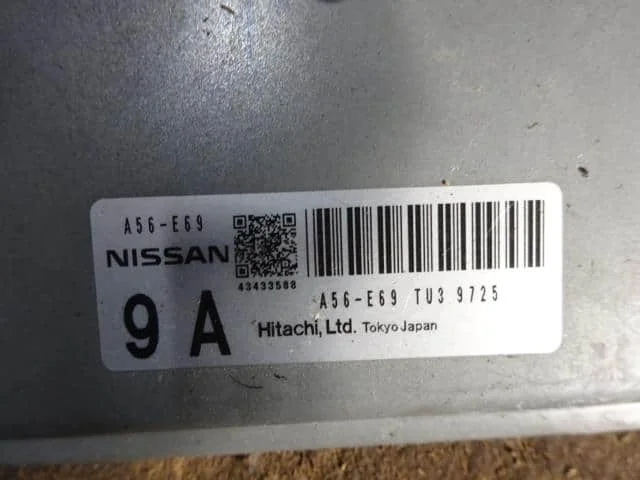 A56-E69
NISSAN
43433588
A56-E69 TU3 9725
9 A
Hitachi, Ltd. Tokyo Japan